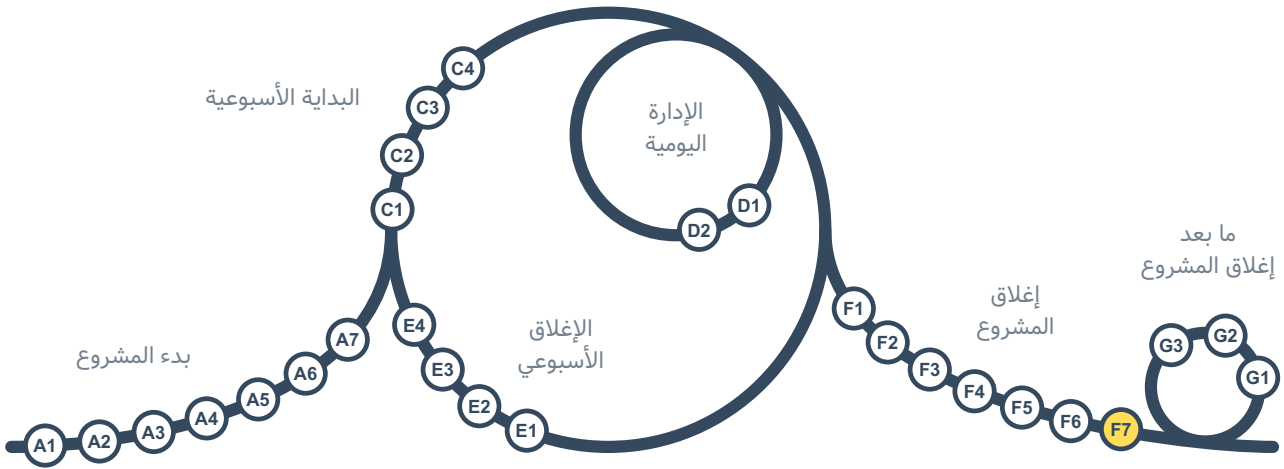 البداية الأسبوعية
C4
C3
C2
C1
الإدارة
اليومية
D1
D2
بدء المشروع
A1
A2
A3
A4
A5
A6
A7
الإغلاق
الأسبوعي
E4
E3
E2
E1
إغلاق
المشروع
F1
F2
F3
F4
F5
F6
F7
ما بعد
إغلاق المشروع
G3
G2
G1